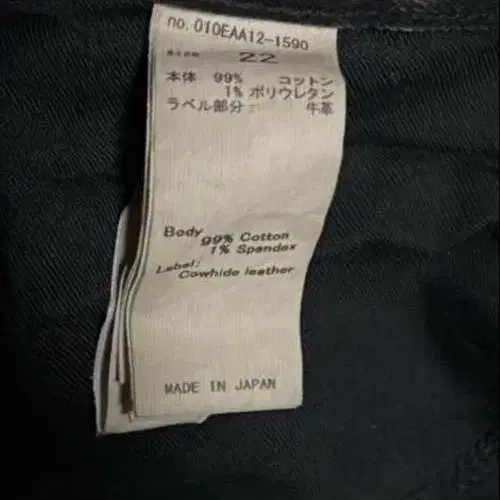 no. 010EAA12-1590
SIZE 22
本体 99% コットン
1% ポリウレタン
ラベル部分: 牛革
Body 99% Cotton
1% Spandex
Label:
Cowhide leather
MADE IN JAPAN